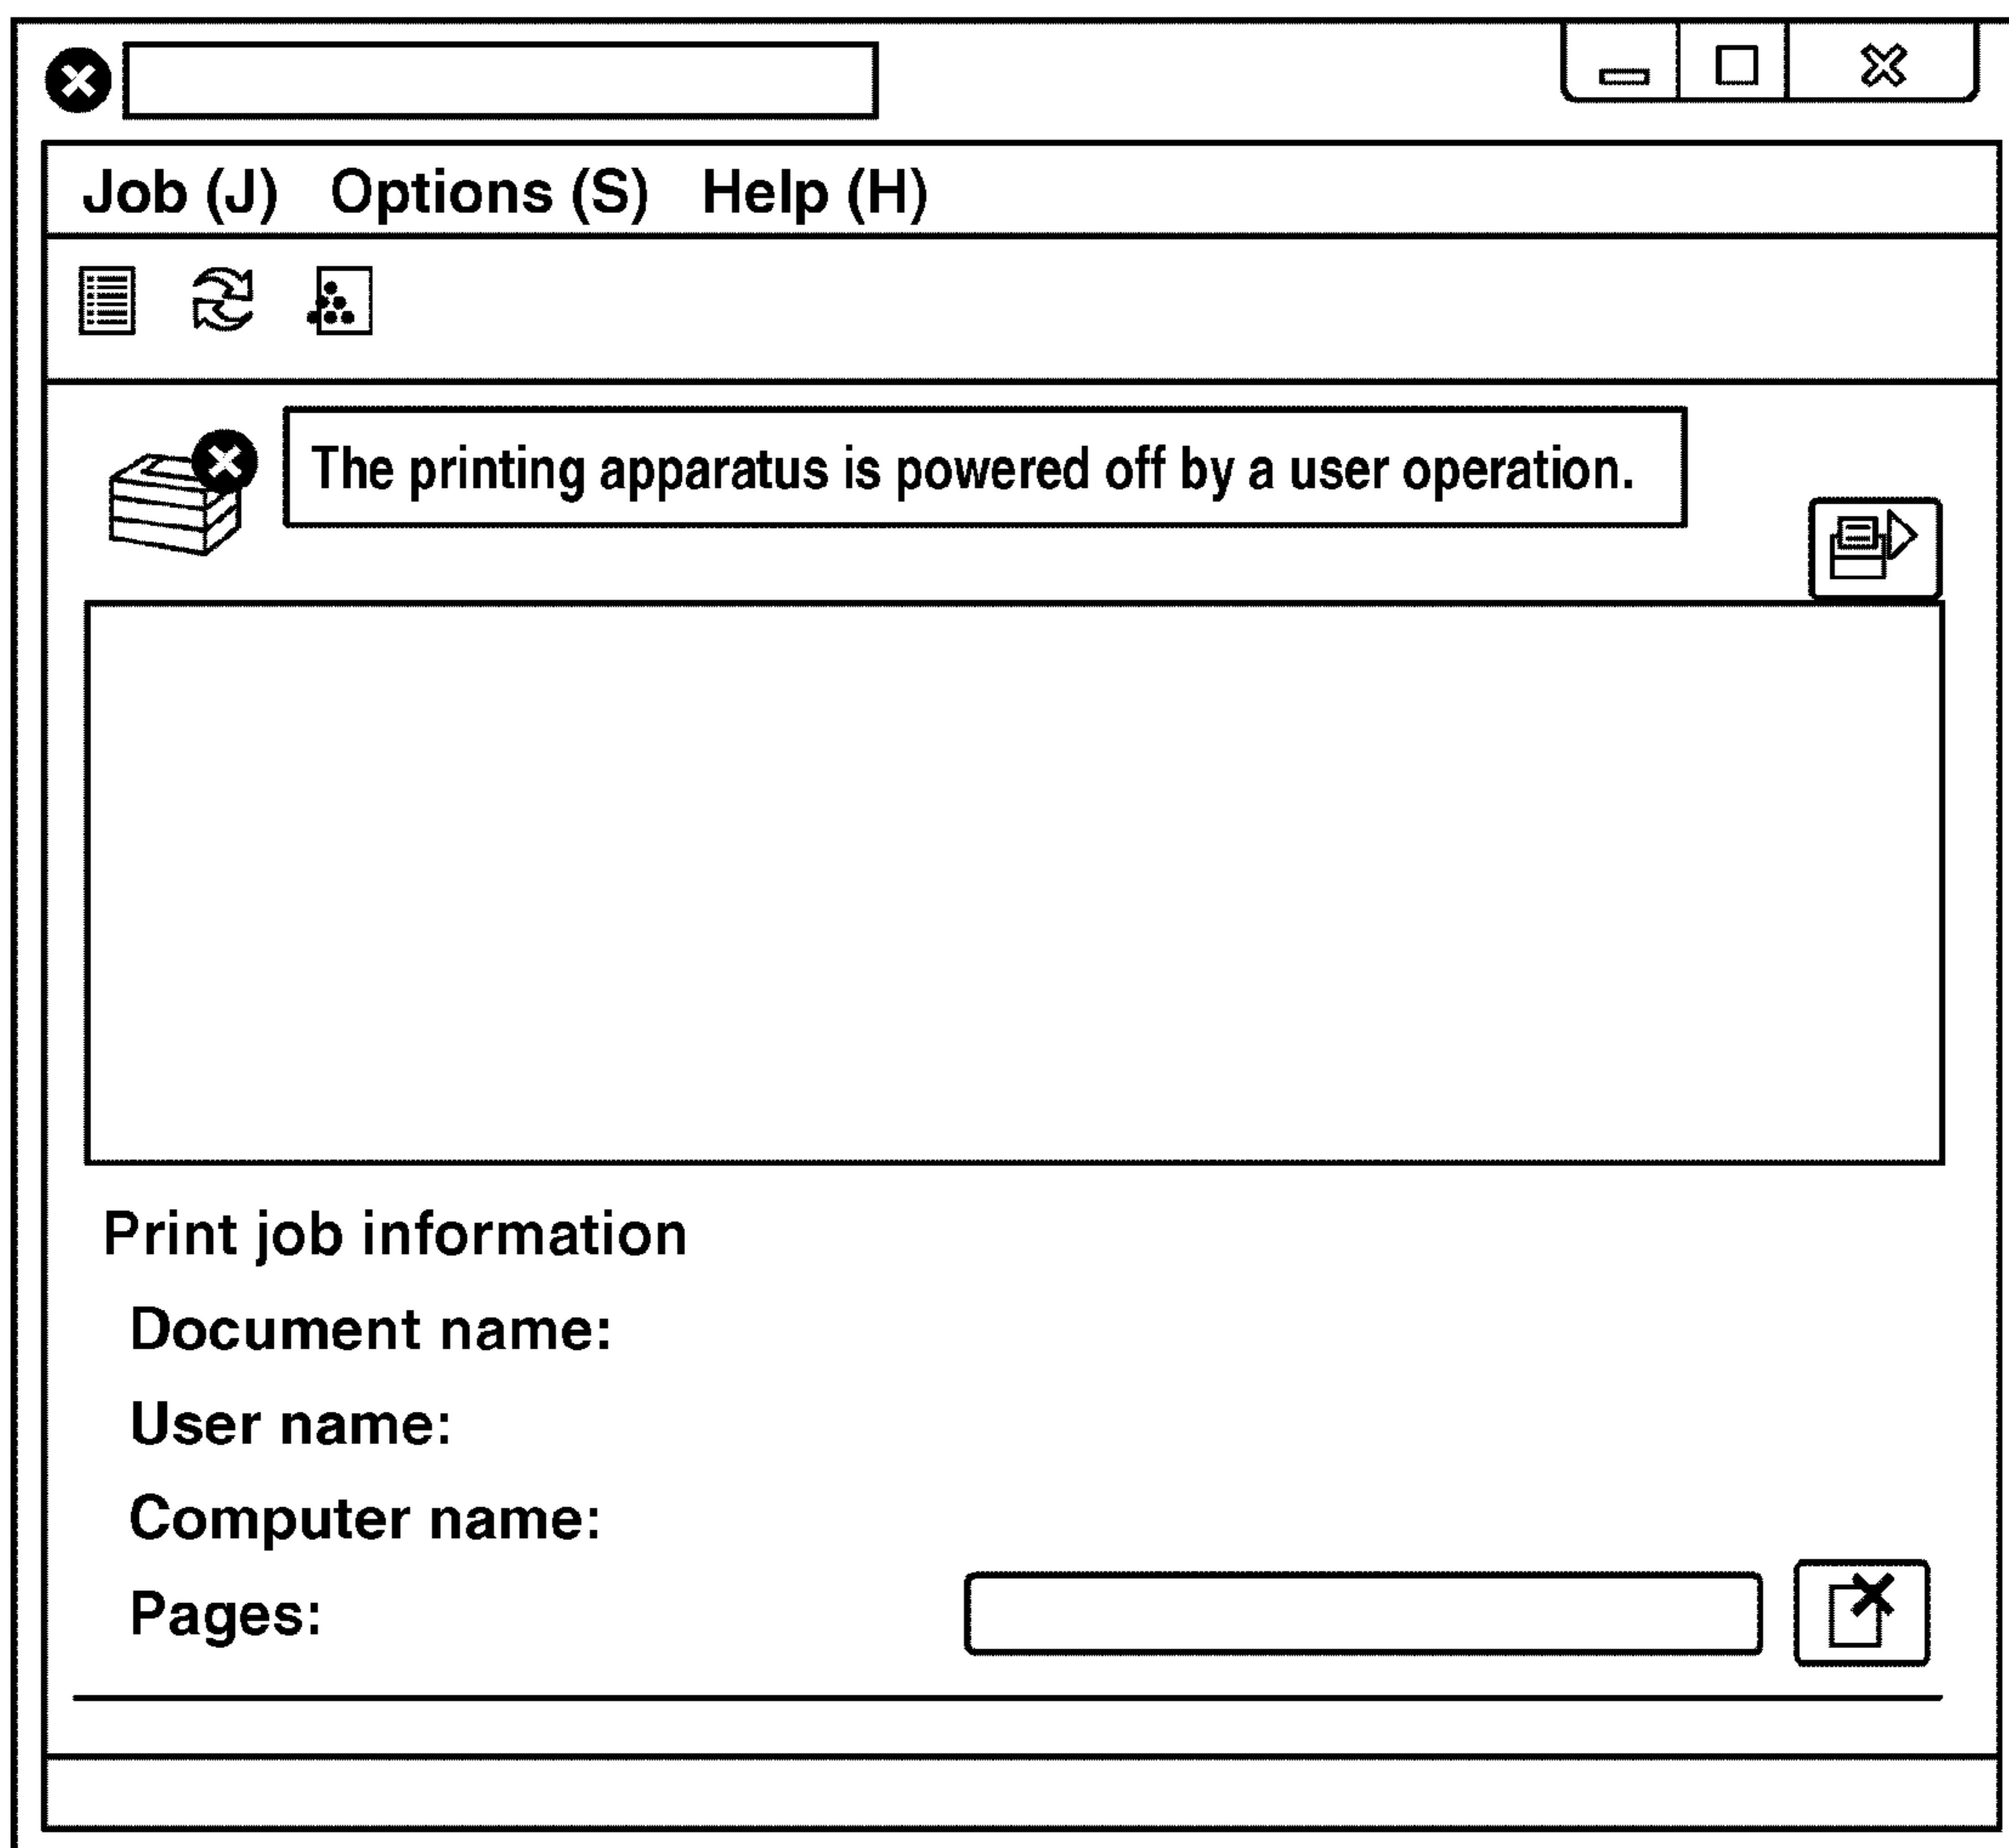 Job (J) Options (S) Help (H)
The printing apparatus is powered off by a user operation.
Print job information
Document name:
User name:
Computer name:
Pages: